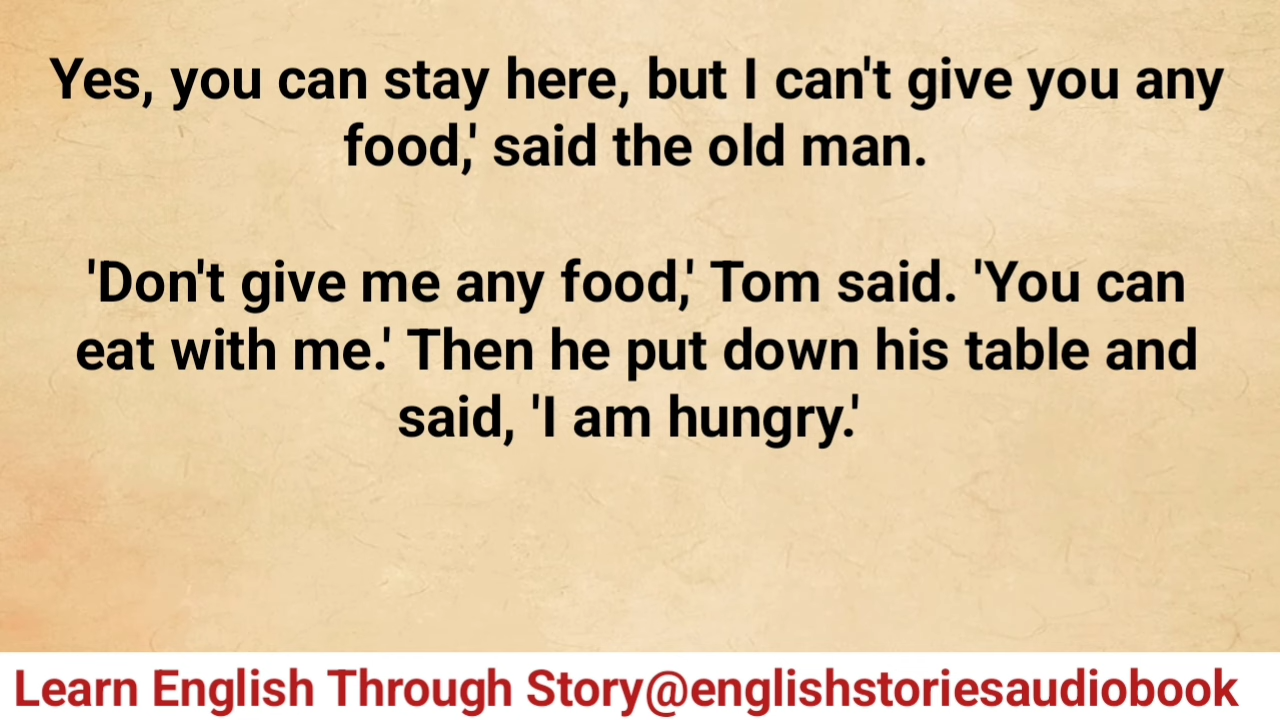 Yes, you can stay here, but I can't give you any
food,' said the old man.
'Don't give me any food,' Tom said. 'You can
eat with me.' Then he put down his table and
said, 'I am hungry.'
Learn English Through Story@englishstoriesaudiobook